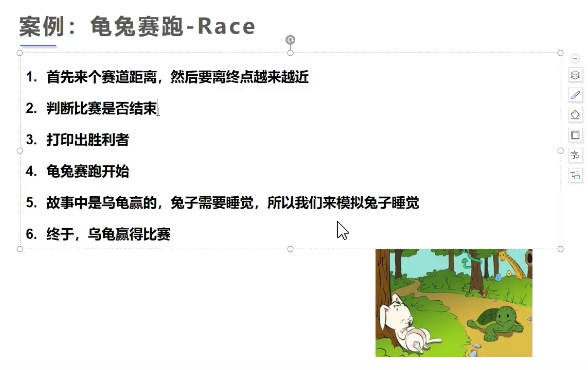 案例：龟兔赛跑-Race
1. 首先来个赛道距离，然后要离终点越来越近
2. 判断比赛是否结束
3. 打印出胜利者
4. 龟兔赛跑开始
5. 故事中是乌龟赢的，兔子需要睡觉，所以我们来模拟兔子睡觉
6. 终于，乌龟赢得比赛